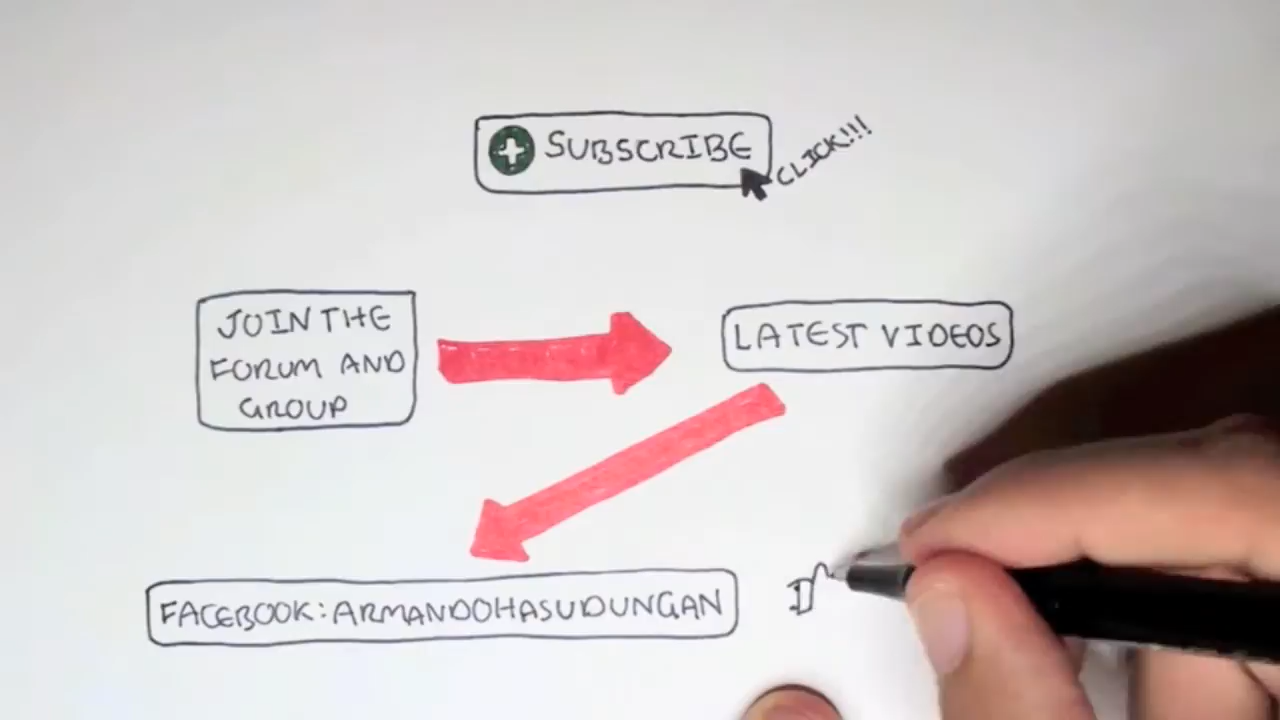 SUBSCRIBE
CLICK!!!
JOIN THE
FORUM AND
GROUP
LATEST VIDEOS
FACEBOOK: ARMANDOHASUDUNGAN